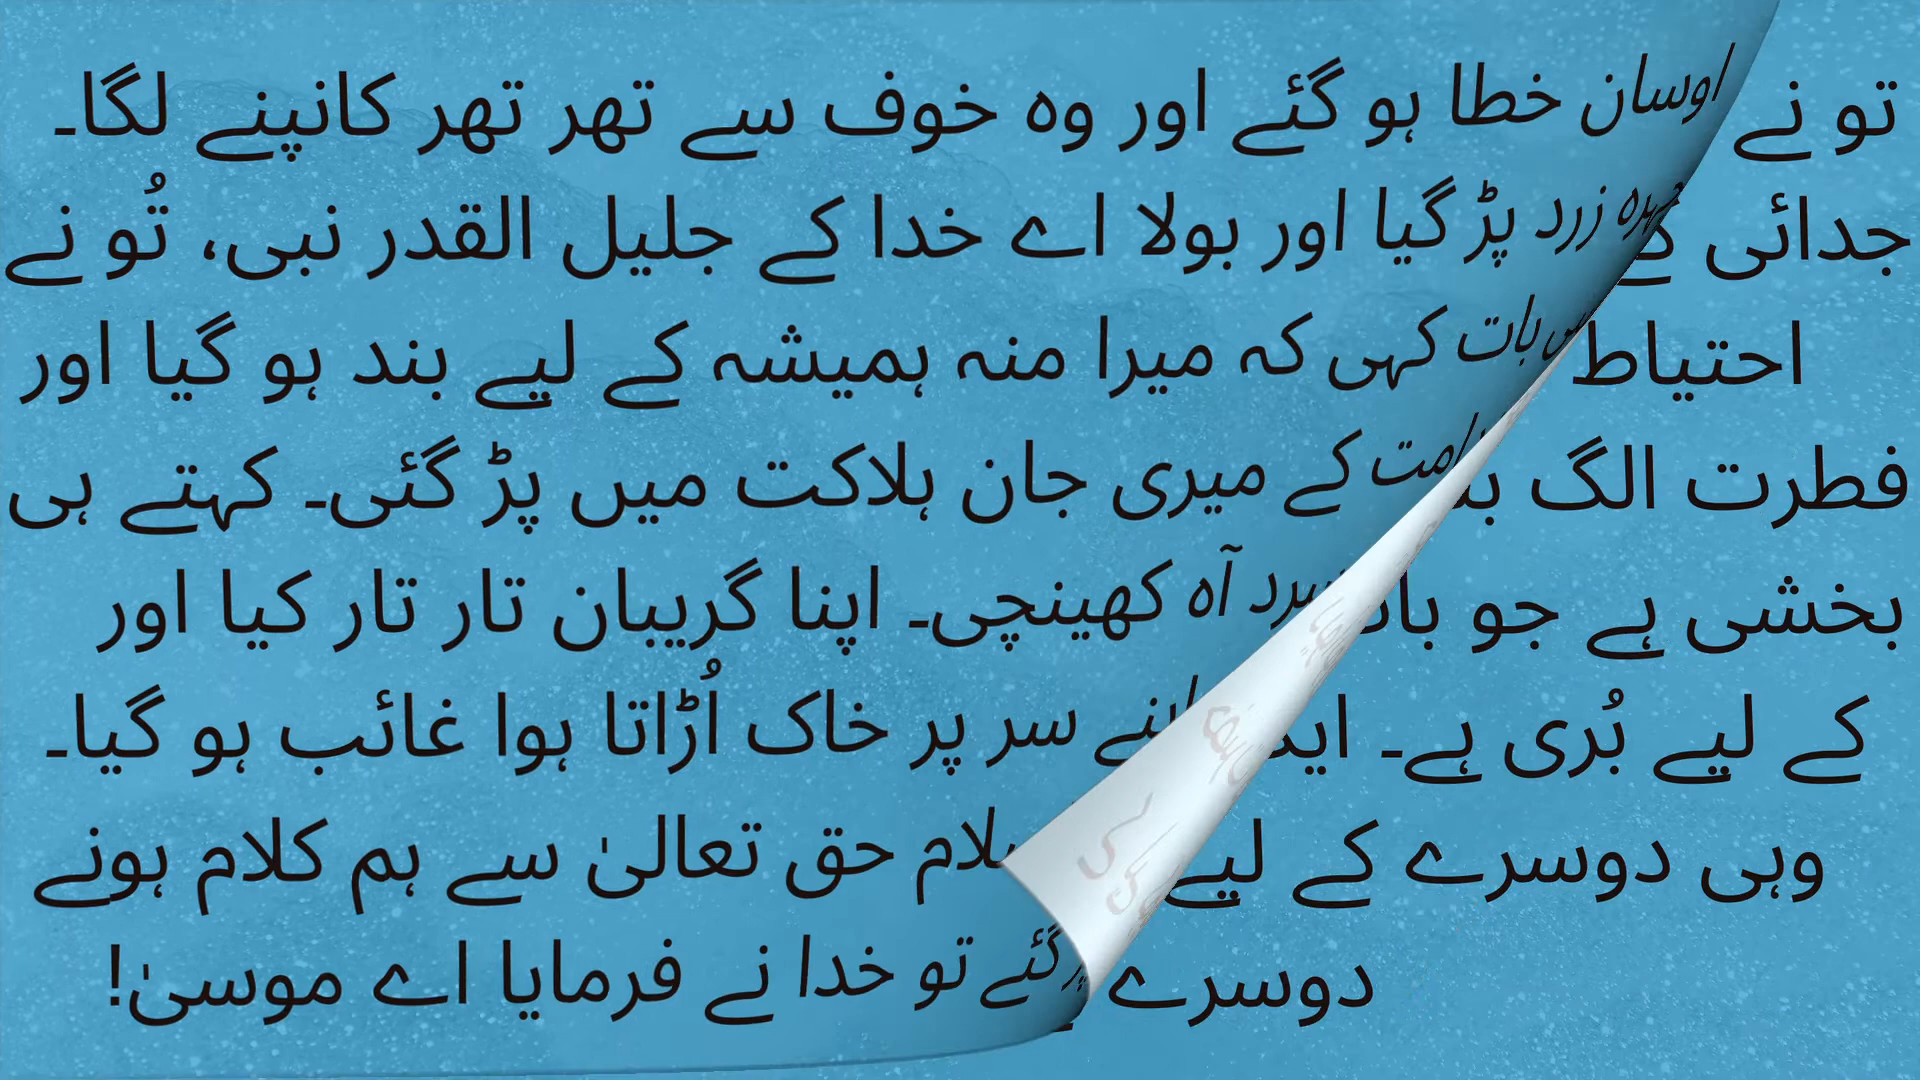 اوسان خطا ہو گئے اور وہ خوف سے تھر تھر کانپنے لگا۔
چہرہ زرد پڑ گیا اور بولا اے خدا کے جلیل القدر نبی، تُو نے
بات کہی کہ میرا منہ ہمیشہ کے لیے بند ہو گیا اور
کے میری جان ہلاکت میں پڑ گئی۔ کہتے ہی
سرد آہ کھینچی۔ اپنا گریبان تار تار کیا اور
اپنے سر پر خاک اُڑاتا ہوا غائب ہو گیا۔
حق تعالیٰ سے ہم کلام ہونے
گئے تو خدا نے فرمایا اے موسیٰ!
تو نے
جدائی کے
احتیاط
فطرت الگ
بخشی ہے جو
کے لیے بُری ہے۔
وہی دوسرے کے لیے
دوسرے